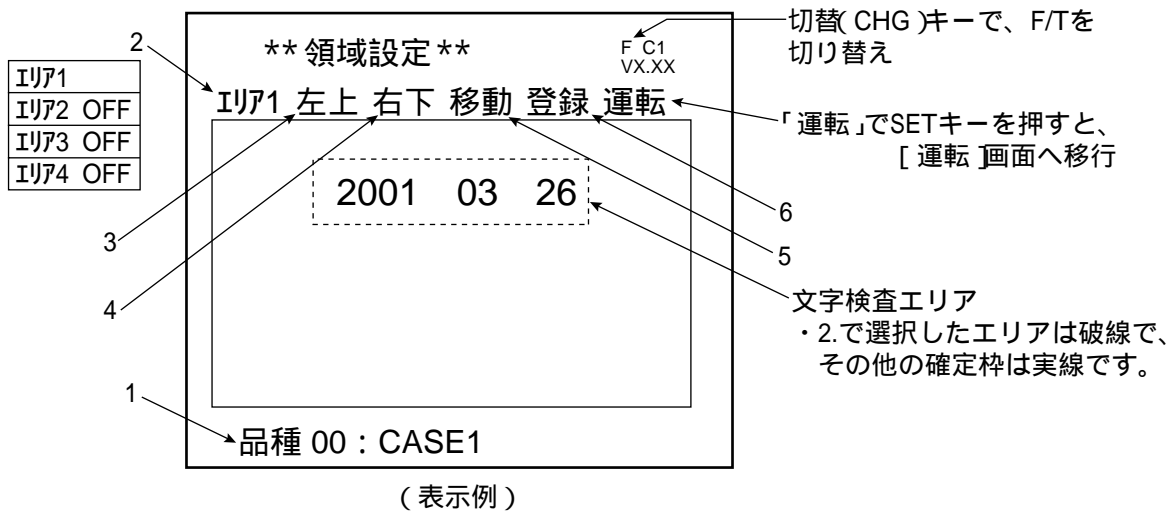 切替( CHG )キーで、F/Tを
切り替え
2
**領域設定**
F C1
VX.XX
ｴﾘｱ1
ｴﾘｱ2 OFF
ｴﾘｱ3 OFF
ｴﾘｱ4 OFF
ｴﾘｱ1 左上 右下 移動 登録 運転
「運転」でSETキーを押すと、
[ 運転 ]画面へ移行
2001 03 26
6
3
5
4
文字検査エリア
・2.で選択したエリアは破線で、
その他の確定枠は実線です。
1
品種 00：CASE1
( 表示例 )